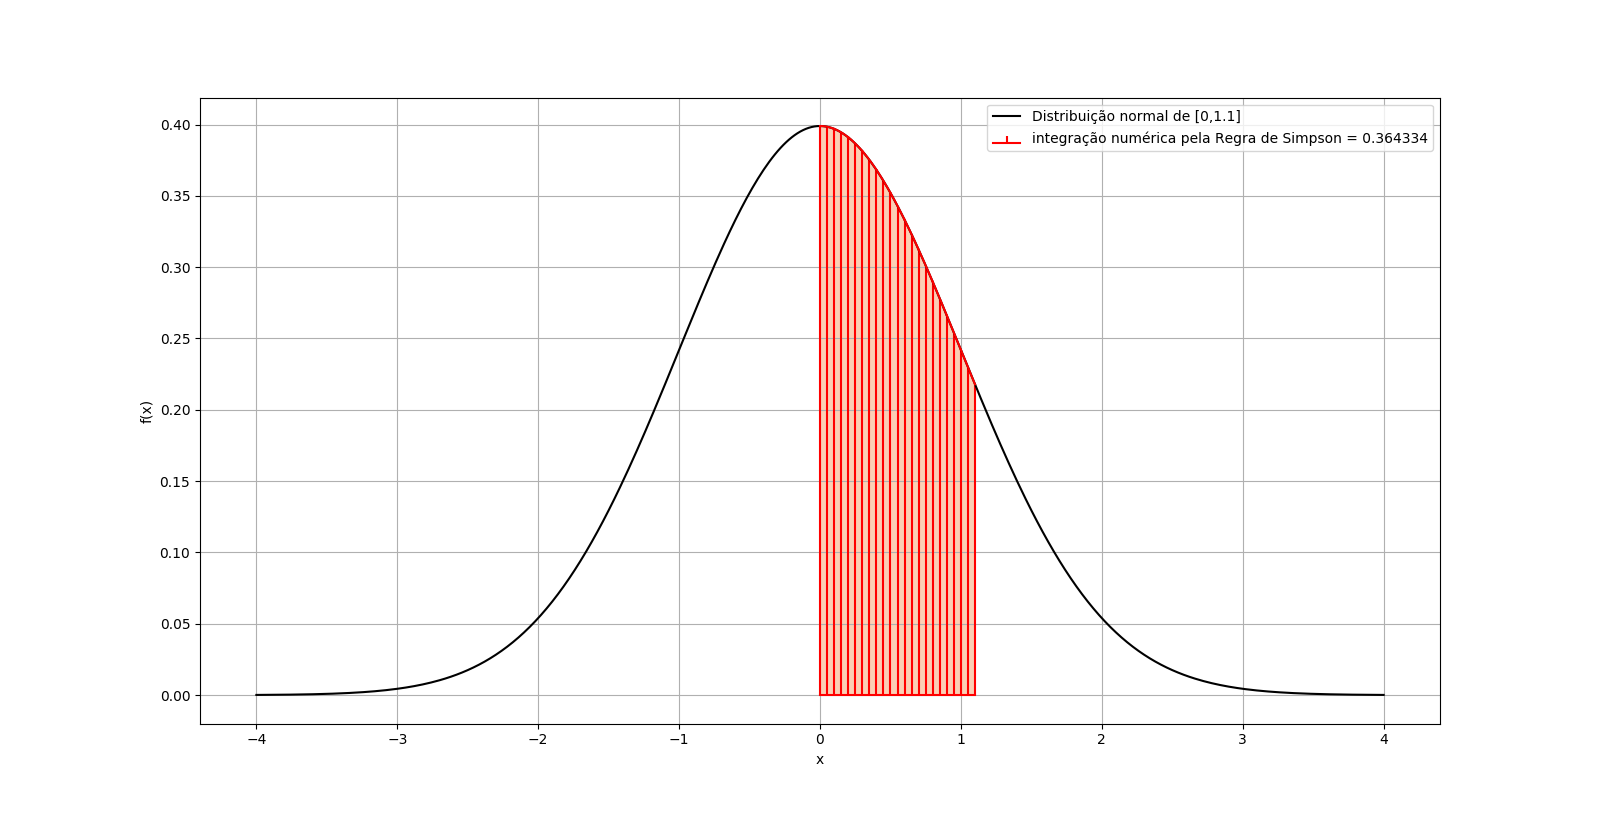 Distribuição normal de [0,1.1]
integração numérica pela Regra de Simpson = 0.364334
0.40
0.35
0.30
0.25
0.20
0.15
0.10
0.05
0.00
f(x)
−4 −3 −2 −1 0 1 2 3 4
x